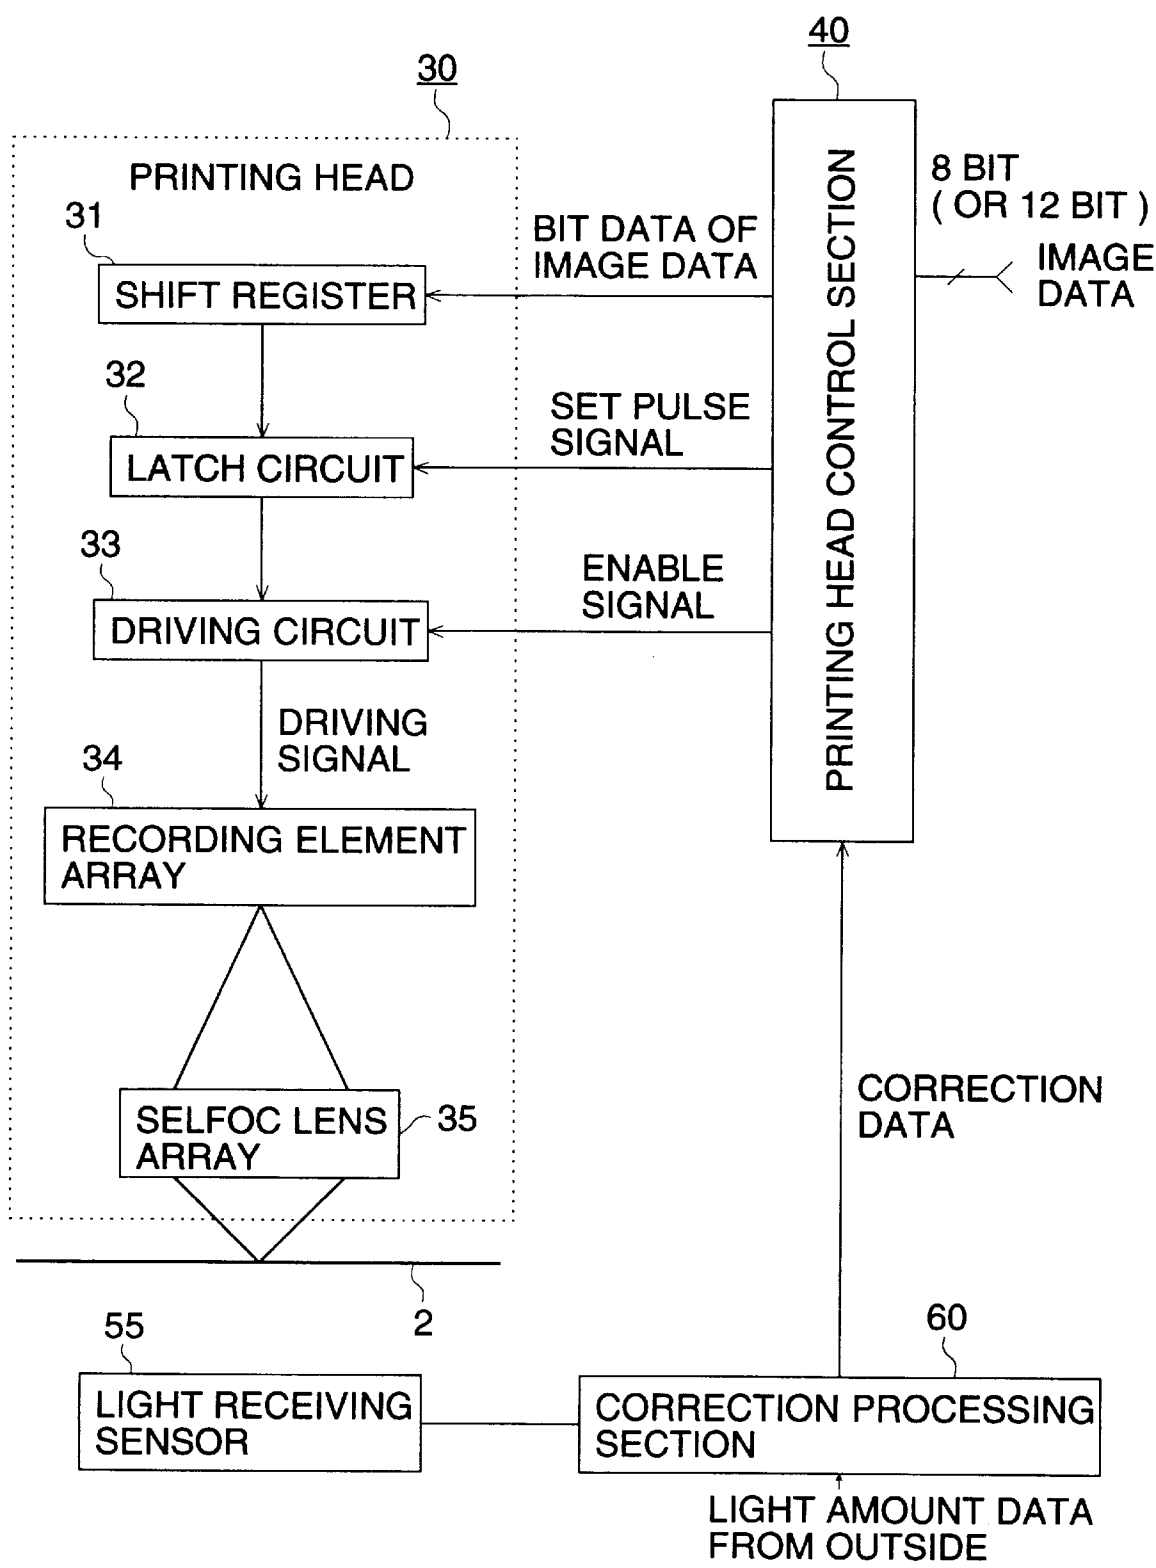 40
30
PRINTING HEAD
31
SHIFT REGISTER
BIT DATA OF
IMAGE DATA
8 BIT
( OR 12 BIT )
IMAGE
DATA
PRINTING HEAD CONTROL SECTION
32
LATCH CIRCUIT
SET PULSE
SIGNAL
33
DRIVING CIRCUIT
ENABLE
SIGNAL
DRIVING
SIGNAL
34
RECORDING ELEMENT
ARRAY
SELFOC LENS
ARRAY
35
CORRECTION
DATA
2
55
LIGHT RECEIVING
SENSOR
60
CORRECTION PROCESSING
SECTION
LIGHT AMOUNT DATA
FROM OUTSIDE